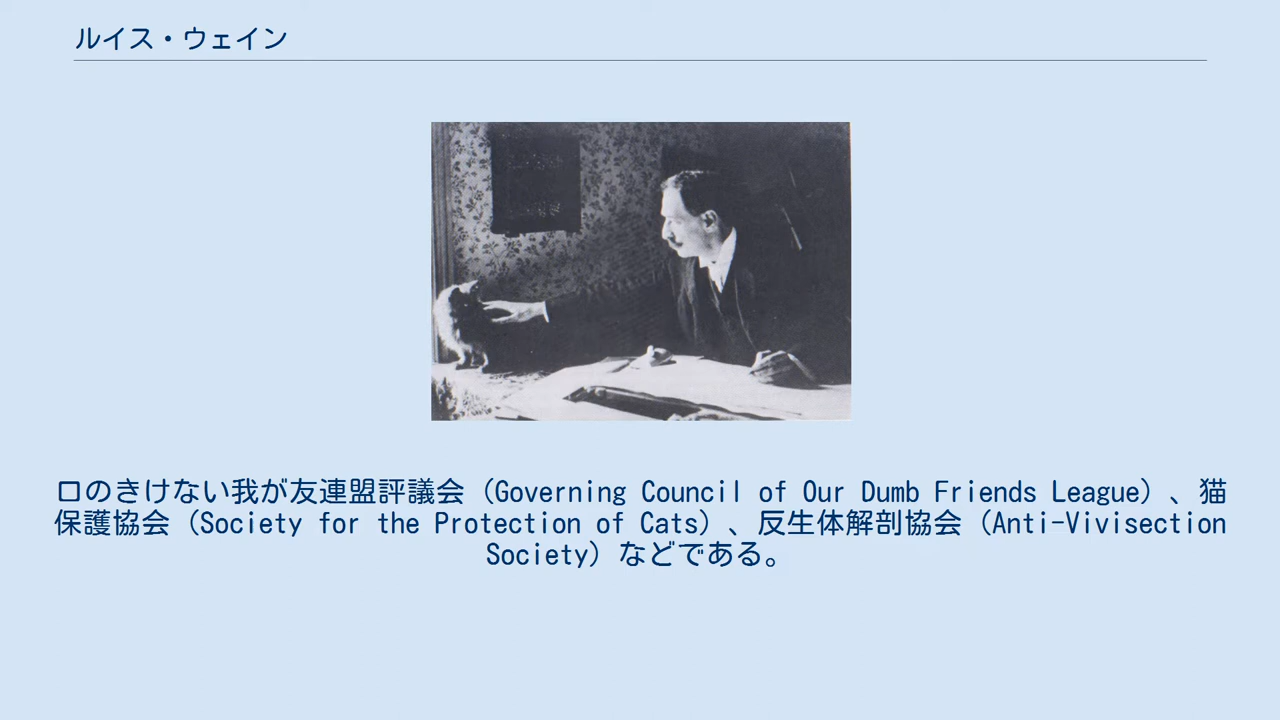 ルイス・ウェイン
口のきけない我が友連盟評議会（Governing Council of Our Dumb Friends League）、猫
保護協会（Society for the Protection of Cats）、反生体解剖協会（Anti-Vivisection
Society）などである。